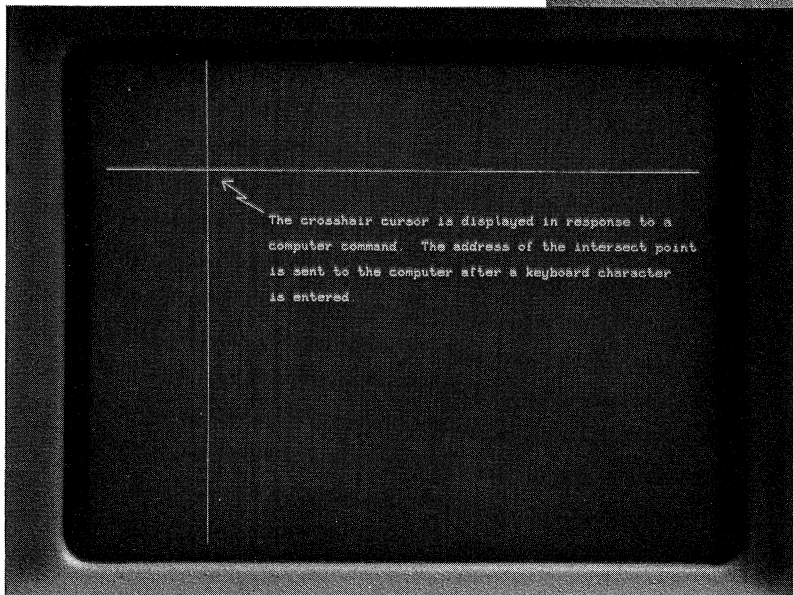 The crosshair cursor is displayed in response to a
computer command.  The address of the intersect point
is sent to the computer after a keyboard character
is entered.